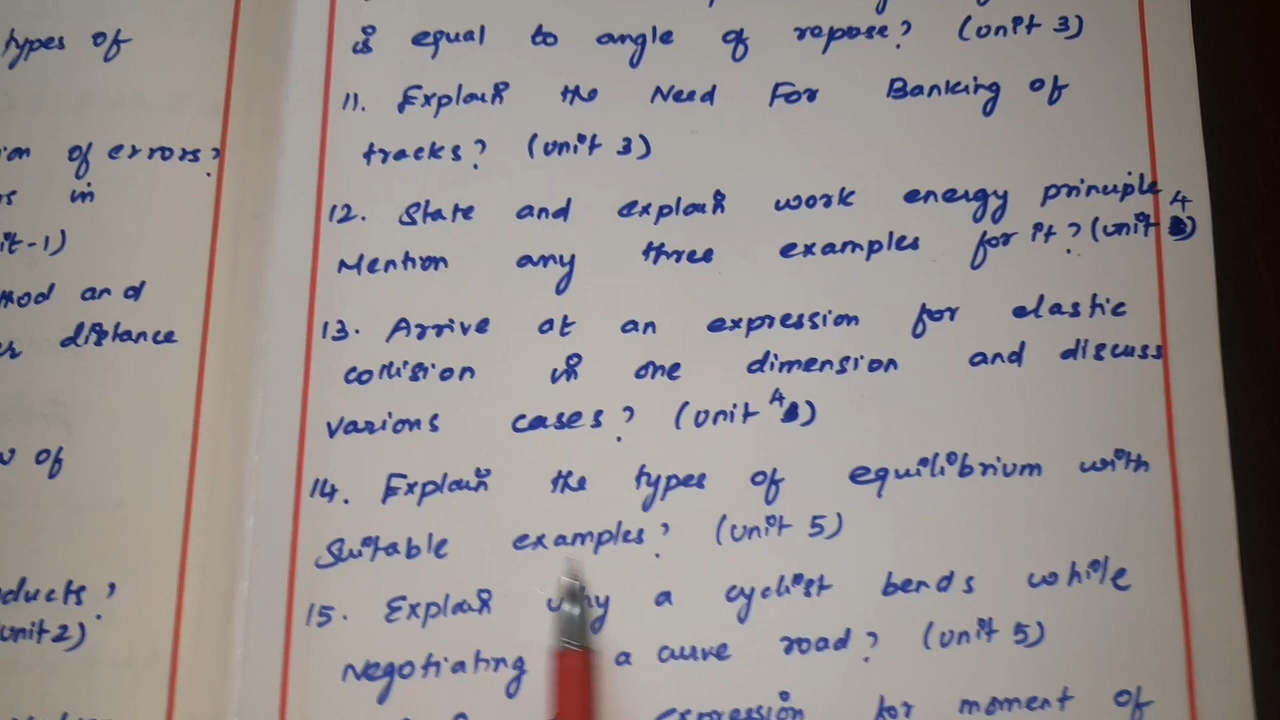 types of
of errors?
in
it-1)
and
distance
of
ducts?
unit 2)
is equal to angle of repose? (unit 3)
11. Explain the Need For Banking of
tracks? (unit 3)
12. State and explain work energy principle
Mention any three examples for it? (unit 4)
13. Arrive at an expression for elastic
collision in one dimension and discuss
various cases? (unit 4)
14. Explain the types of equilibrium with
Suitable examples? (unit 5)
15. Explain why a cyclist bends while
Negotiating a curve road? (unit 5)
expression for moment of